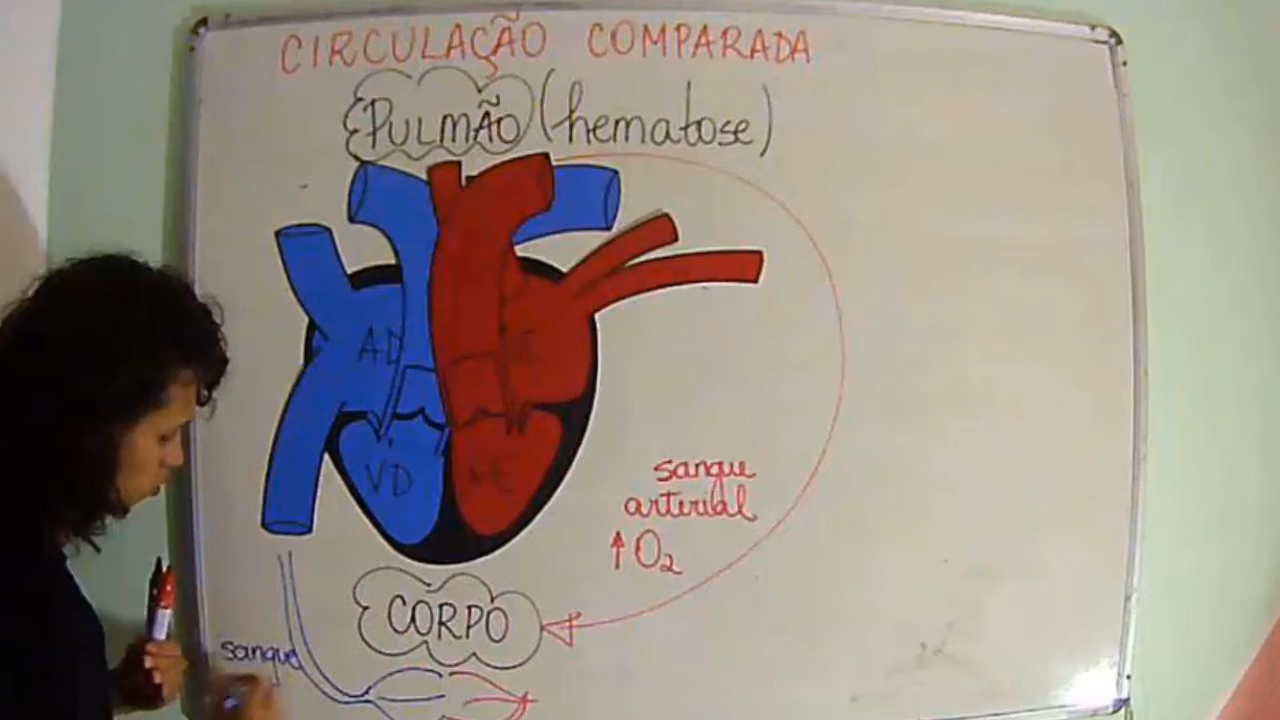 CIRCULAÇÃO COMPARADA
PULMÃO (hematose)
AD
VD
sangue
arterial
↑O₂
CORPO
sangue